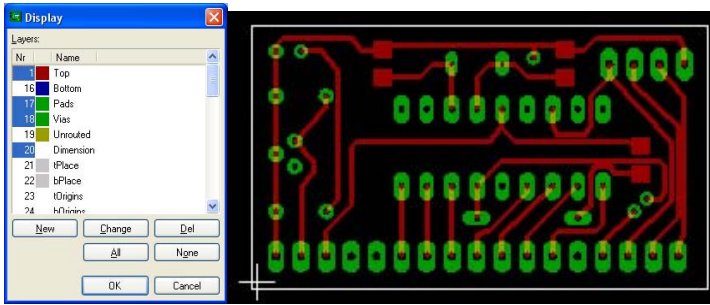 Display
Layers:
Nr Name
1 Top
16 Bottom
17 Pads
18 Vias
19 Unrouted
20 Dimension
21 tPlace
22 bPlace
23 tOrigins
24 bOrigins
New Change Del
All None
OK Cancel